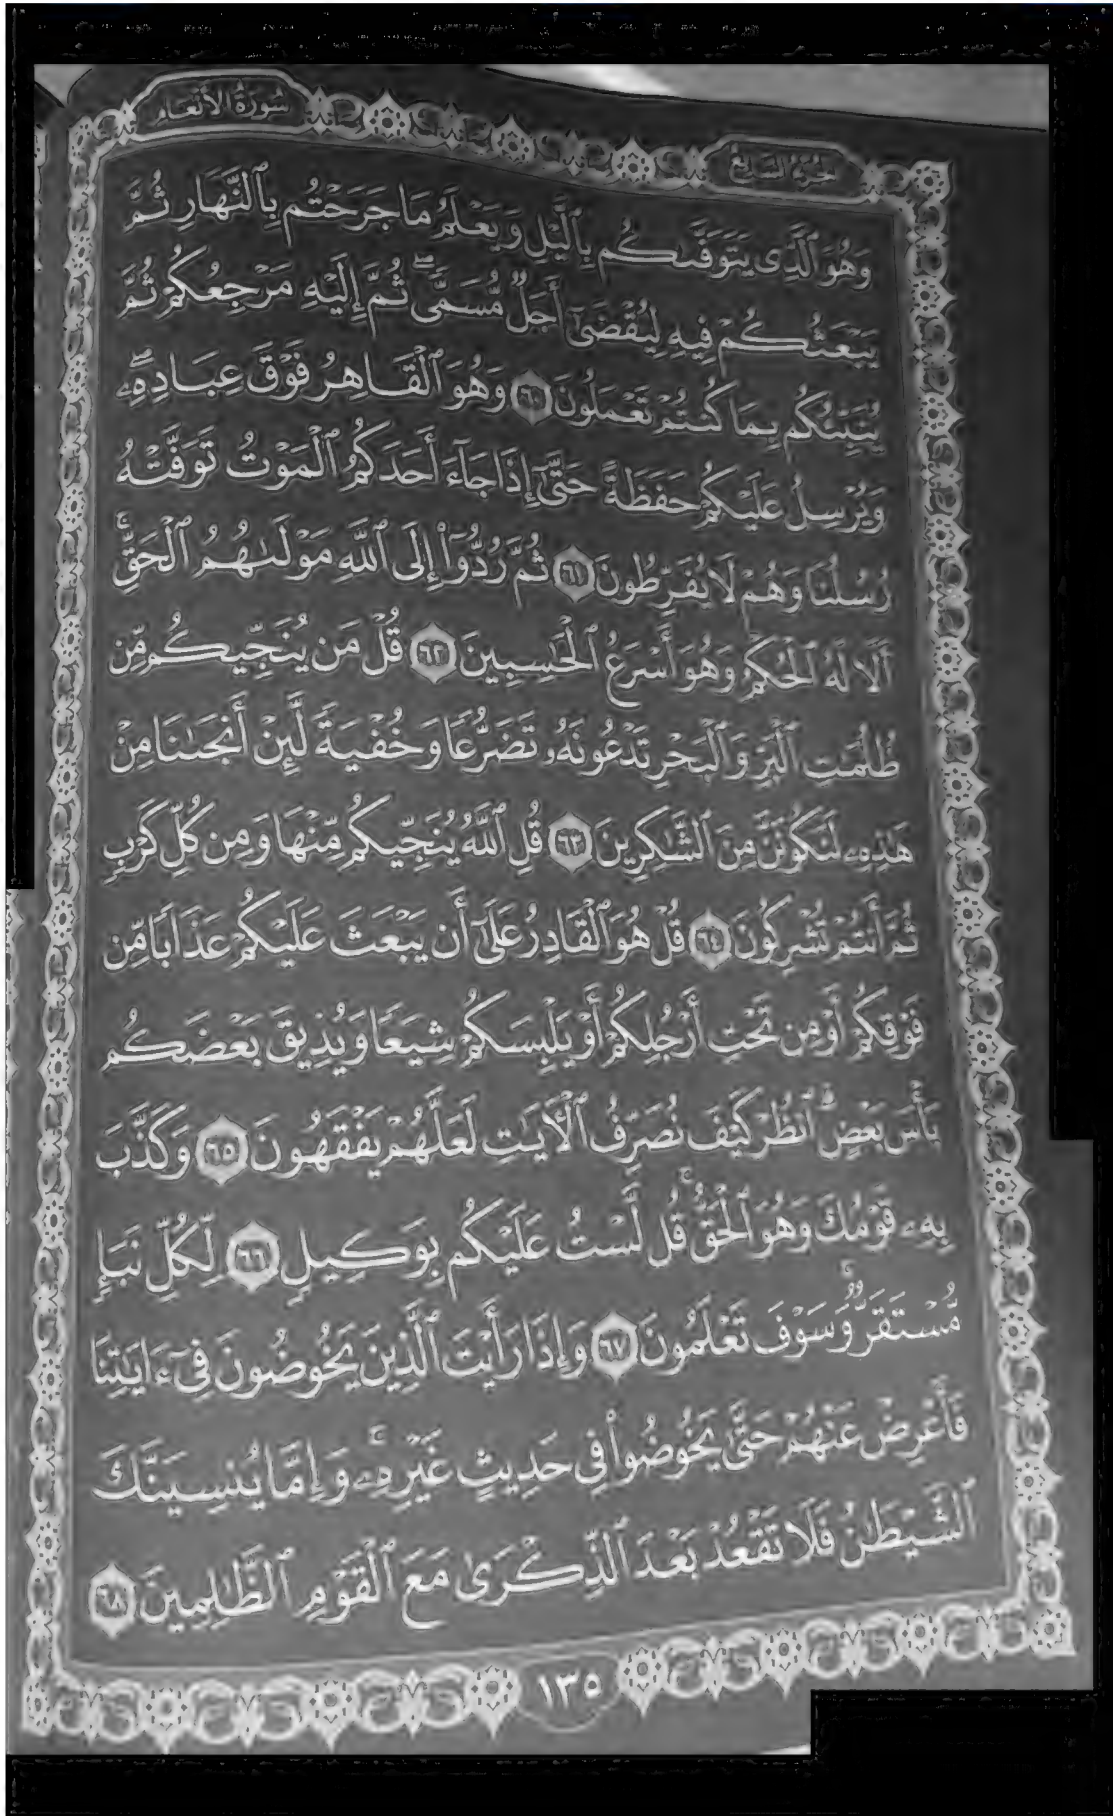 الجزء السابع
سورة الأنعام
وَهُوَ ٱلَّذِى يَتَوَفَّىٰكُم بِٱلَّيْلِ وَيَعْلَمُ مَا جَرَحْتُم بِٱلنَّهَارِ ثُمَّ
يَبْعَثُكُمْ فِيهِ لِيُقْضَىٰٓ أَجَلٌ مُّسَمًّى ۖ ثُمَّ إِلَيْهِ مَرْجِعُكُمْ ثُمَّ
يُنَبِّئُكُم بِمَا كُنتُمْ تَعْمَلُونَ ٦٠ وَهُوَ ٱلْقَاهِرُ فَوْقَ عِبَادِهِۦ ۖ
وَيُرْسِلُ عَلَيْكُمْ حَفَظَةً حَتَّىٰٓ إِذَا جَآءَ أَحَدَكُمُ ٱلْمَوْتُ تَوَفَّتْهُ
رُسُلُنَا وَهُمْ لَا يُفَرِّطُونَ ٦١ ثُمَّ رُدُّوٓا۟ إِلَى ٱللَّهِ مَوْلَىٰهُمُ ٱلْحَقِّ ۚ
أَلَا لَهُ ٱلْحُكْمُ وَهُوَ أَسْرَعُ ٱلْحَـٰسِبِينَ ٦٢ قُلْ مَن يُنَجِّيكُم مِّن
ظُلُمَـٰتِ ٱلْبَرِّ وَٱلْبَحْرِ تَدْعُونَهُۥ تَضَرُّعًا وَخُفْيَةً لَّئِنْ أَنجَىٰنَا مِنْ
هَـٰذِهِۦ لَنَكُونَنَّ مِنَ ٱلشَّـٰكِرِينَ ٦٣ قُلِ ٱللَّهُ يُنَجِّيكُم مِّنْهَا وَمِن كُلِّ كَرْبٍ
ثُمَّ أَنتُمْ تُشْرِكُونَ ٦٤ قُلْ هُوَ ٱلْقَادِرُ عَلَىٰٓ أَن يَبْعَثَ عَلَيْكُمْ عَذَابًا مِّن
فَوْقِكُمْ أَوْ مِن تَحْتِ أَرْجُلِكُمْ أَوْ يَلْبِسَكُمْ شِيَعًا وَيُذِيقَ بَعْضَكُم
بَأْسَ بَعْضٍ ۗ ٱنظُرْ كَيْفَ نُصَرِّفُ ٱلْـَٔايَـٰتِ لَعَلَّهُمْ يَفْقَهُونَ ٦٥ وَكَذَّبَ
بِهِۦ قَوْمُكَ وَهُوَ ٱلْحَقُّ ۚ قُل لَّسْتُ عَلَيْكُم بِوَكِيلٍ ٦٦ لِّكُلِّ نَبَإٍ
مُّسْتَقَرٌّ ۚ وَسَوْفَ تَعْلَمُونَ ٦٧ وَإِذَا رَأَيْتَ ٱلَّذِينَ يَخُوضُونَ فِىٓ ءَايَـٰتِنَا
فَأَعْرِضْ عَنْهُمْ حَتَّىٰ يَخُوضُوا۟ فِى حَدِيثٍ غَيْرِهِۦ ۚ وَإِمَّا يُنسِيَنَّكَ
ٱلشَّيْطَـٰنُ فَلَا تَقْعُدْ بَعْدَ ٱلذِّكْرَىٰ مَعَ ٱلْقَوْمِ ٱلظَّـٰلِمِينَ ٦٨
١٣٥